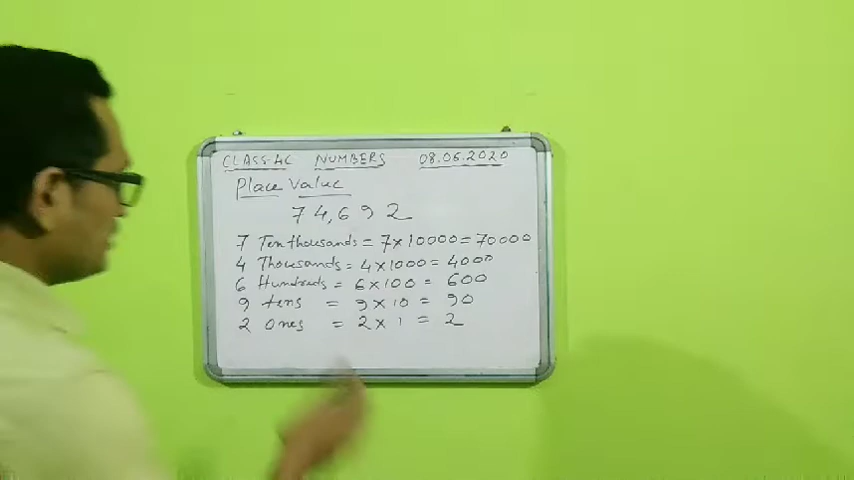 CLASS-4C NUMBERS 08.06.2020
Place Value
74,692
7 Ten thousands = 7×10000=70000
4 Thousands = 4×1000 = 4000
6 Hundreds = 6×100 = 600
9 tens = 9×10 = 90
2 Ones = 2×1 = 2